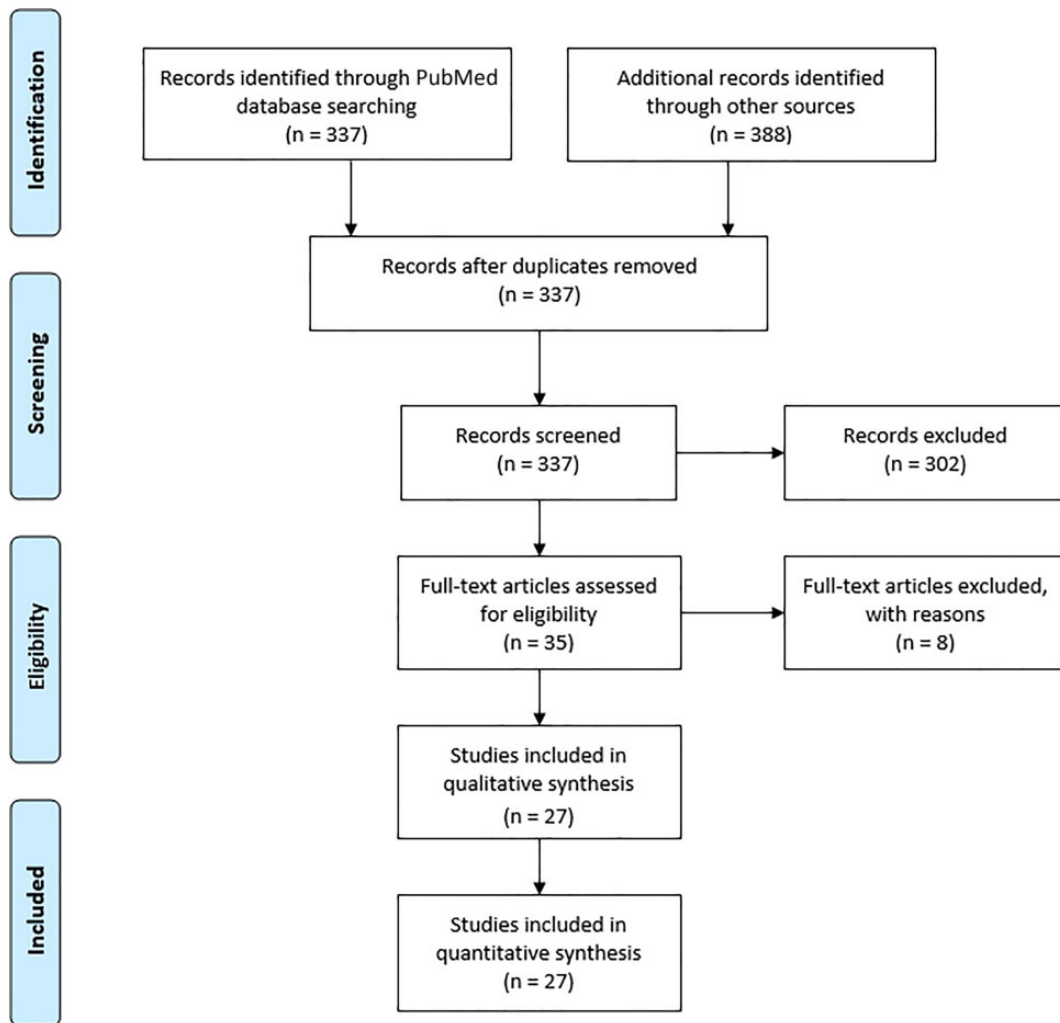 Identification
Records identified through PubMed
database searching
(n = 337)
Additional records identified
through other sources
(n = 388)
Records after duplicates removed
(n = 337)
Screening
Records screened
(n = 337)
Records excluded
(n = 302)
Eligibility
Full-text articles assessed
for eligibility
(n = 35)
Full-text articles excluded,
with reasons
(n = 8)
Studies included in
qualitative synthesis
(n = 27)
Included
Studies included in
quantitative synthesis
(n = 27)